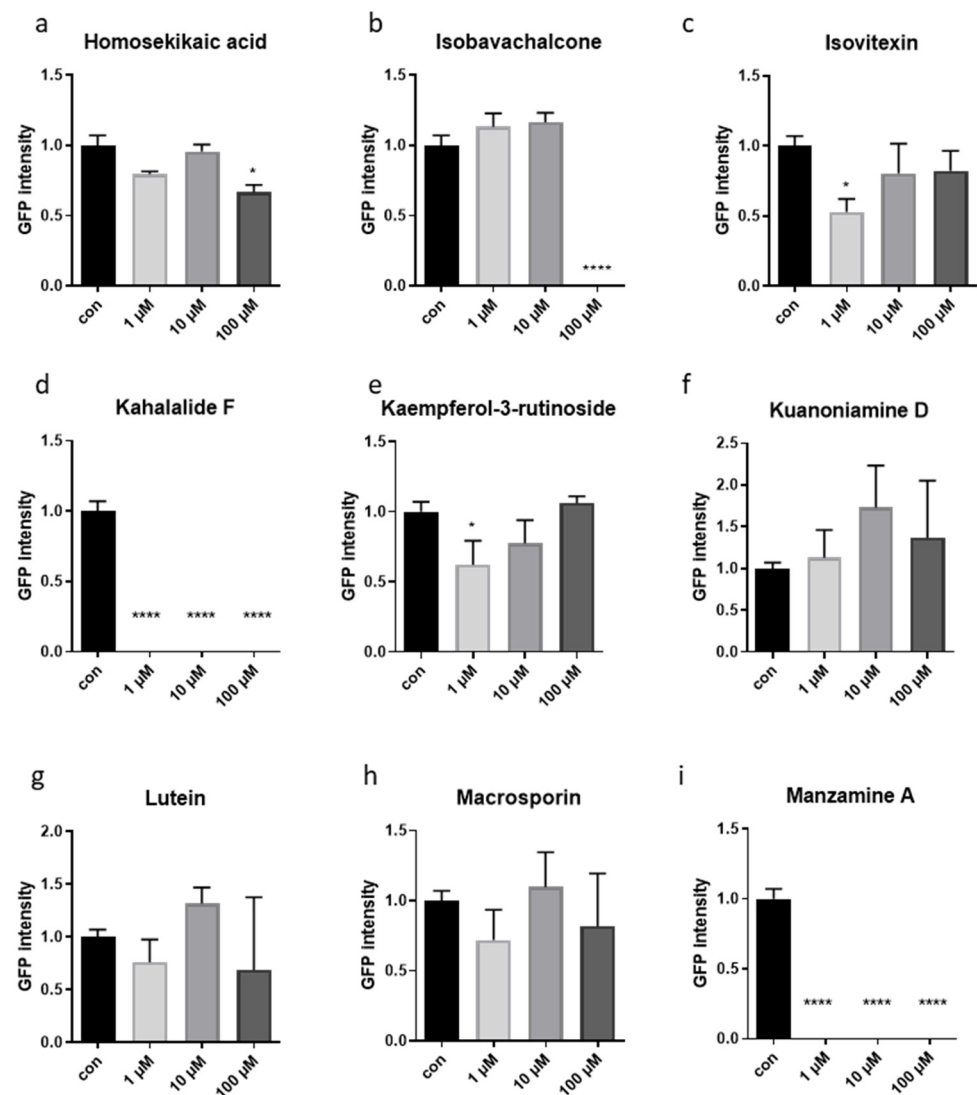 a
Homosekikaic acid
GFP intensity
1.5
1.0
0.5
0.0
*
con
1 µM
10 µM
100 µM
b
Isobavachalcone
GFP intensity
1.5
1.0
0.5
0.0
****
con
1 µM
10 µM
100 µM
c
Isovitexin
GFP intensity
1.5
1.0
0.5
0.0
*
con
1 µM
10 µM
100 µM
d
Kahalalide F
GFP intensity
1.5
1.0
0.5
0.0
**** **** ****
con
1 µM
10 µM
100 µM
e
Kaempferol-3-rutinoside
GFP intensity
1.5
1.0
0.5
0.0
*
con
1 µM
10 µM
100 µM
f
Kuanoniamine D
GFP intensity
2.5
2.0
1.5
1.0
0.5
0.0
con
1 µM
10 µM
100 µM
g
Lutein
GFP intensity
2.0
1.5
1.0
0.5
0.0
con
1 µM
10 µM
100 µM
h
Macrosporin
GFP intensity
1.5
1.0
0.5
0.0
con
1 µM
10 µM
100 µM
i
Manzamine A
GFP intensity
1.5
1.0
0.5
0.0
**** **** ****
con
1 µM
10 µM
100 µM